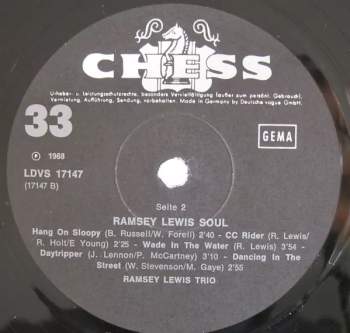 CHESS
Urheber- u. leistungsschutzrechte, besonders Vervielfältigung (außer zum persönl. Gebrauch),
Vermietung, Aufführung, Sendung, vorbehalten. Made in Germany by Deutsche vogue GmbH.
33
GEMA
℗ 1968
LDVS 17147
(17147 B)
Seite 2
RAMSEY LEWIS SOUL
Hang On Sloopy (B. Russell/W. Forell) 2'40 - CC Rider (R. Lewis/
R. Holt/E Young) 2'25 - Wade In The Water (R. Lewis) 3'54 -
Daytripper (J. Lennon/P. McCartney) 3'10 - Dancing In The
Street (W. Stevenson/M. Gaye) 2'55
RAMSEY LEWIS TRIO